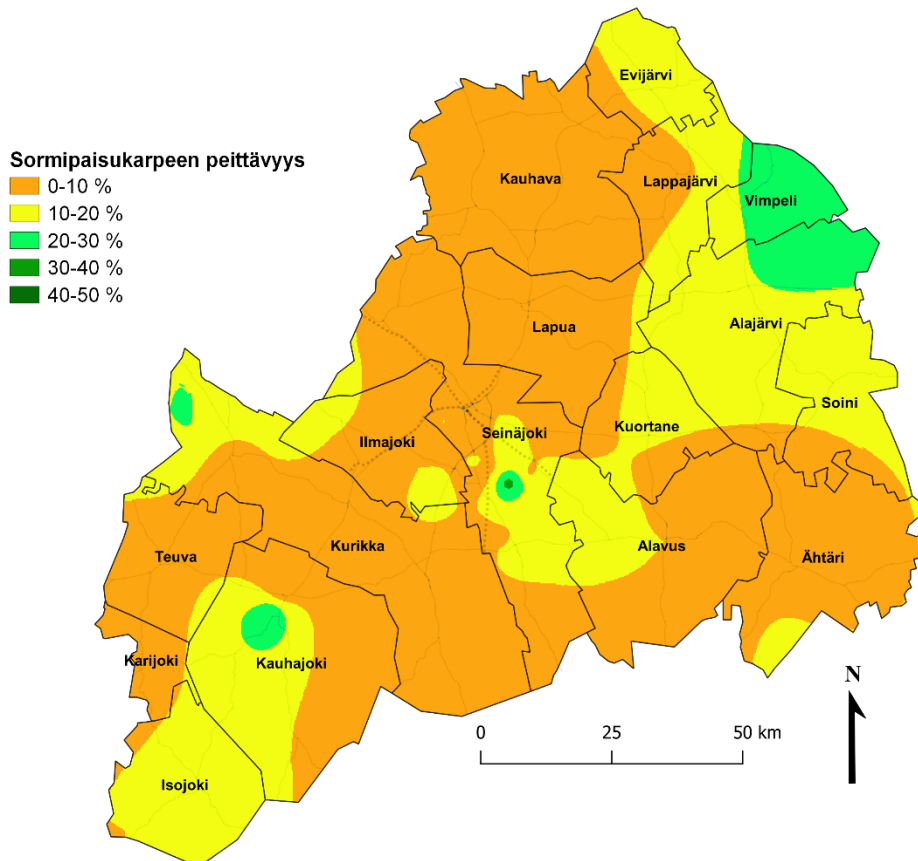 Sormipaisukarpeen peittävyys
0-10 %
10-20 %
20-30 %
30-40 %
40-50 %
Evijärvi
Kauhava
Lappajärvi
Vimpeli
Lapua
Alajärvi
Soini
Ilmajoki
Seinäjoki
Kuortane
Teuva
Kurikka
Alavus
Ähtäri
Karijoki
Kauhajoki
Isojoki
N
0 25 50 km